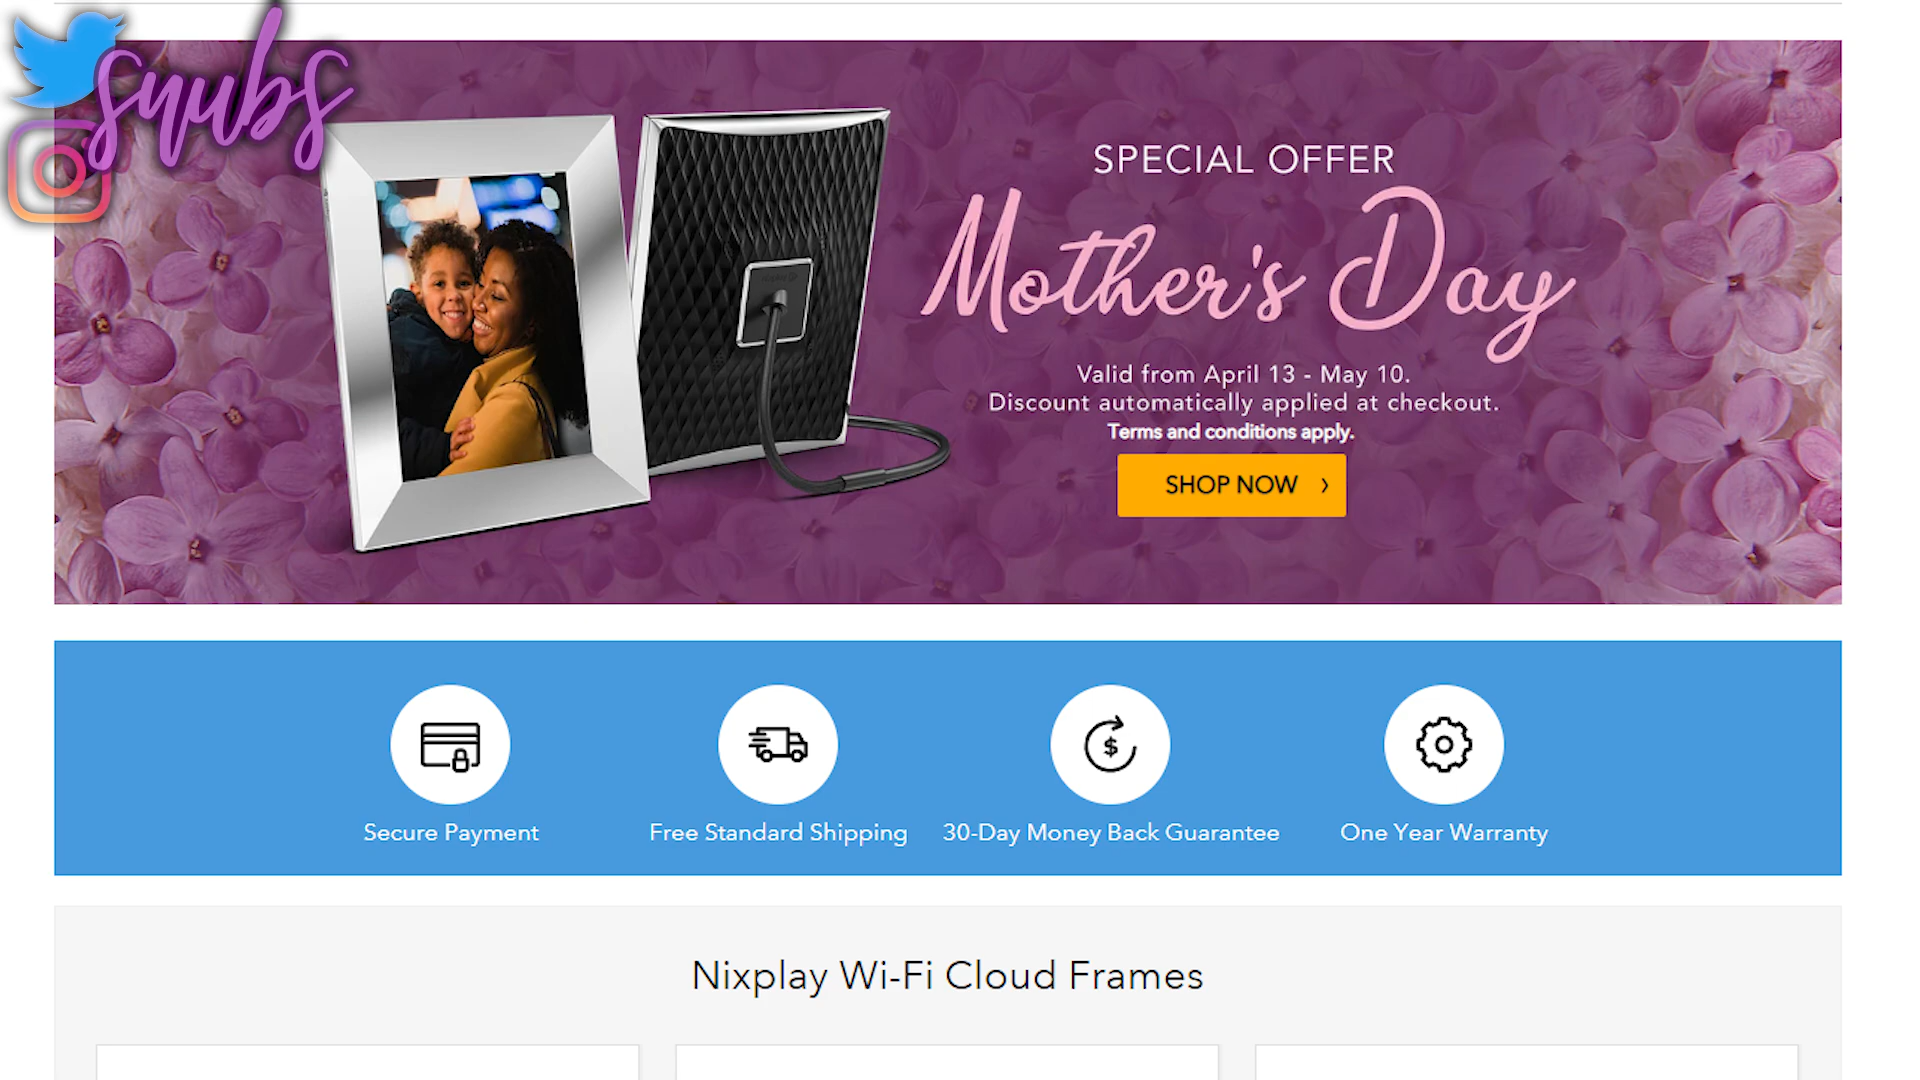 squbs
SPECIAL OFFER
Mother's Day
Valid from April 13 - May 10.
Discount automatically applied at checkout.
Terms and conditions apply.
SHOP NOW
Secure Payment
Free Standard Shipping
30-Day Money Back Guarantee
One Year Warranty
Nixplay Wi-Fi Cloud Frames